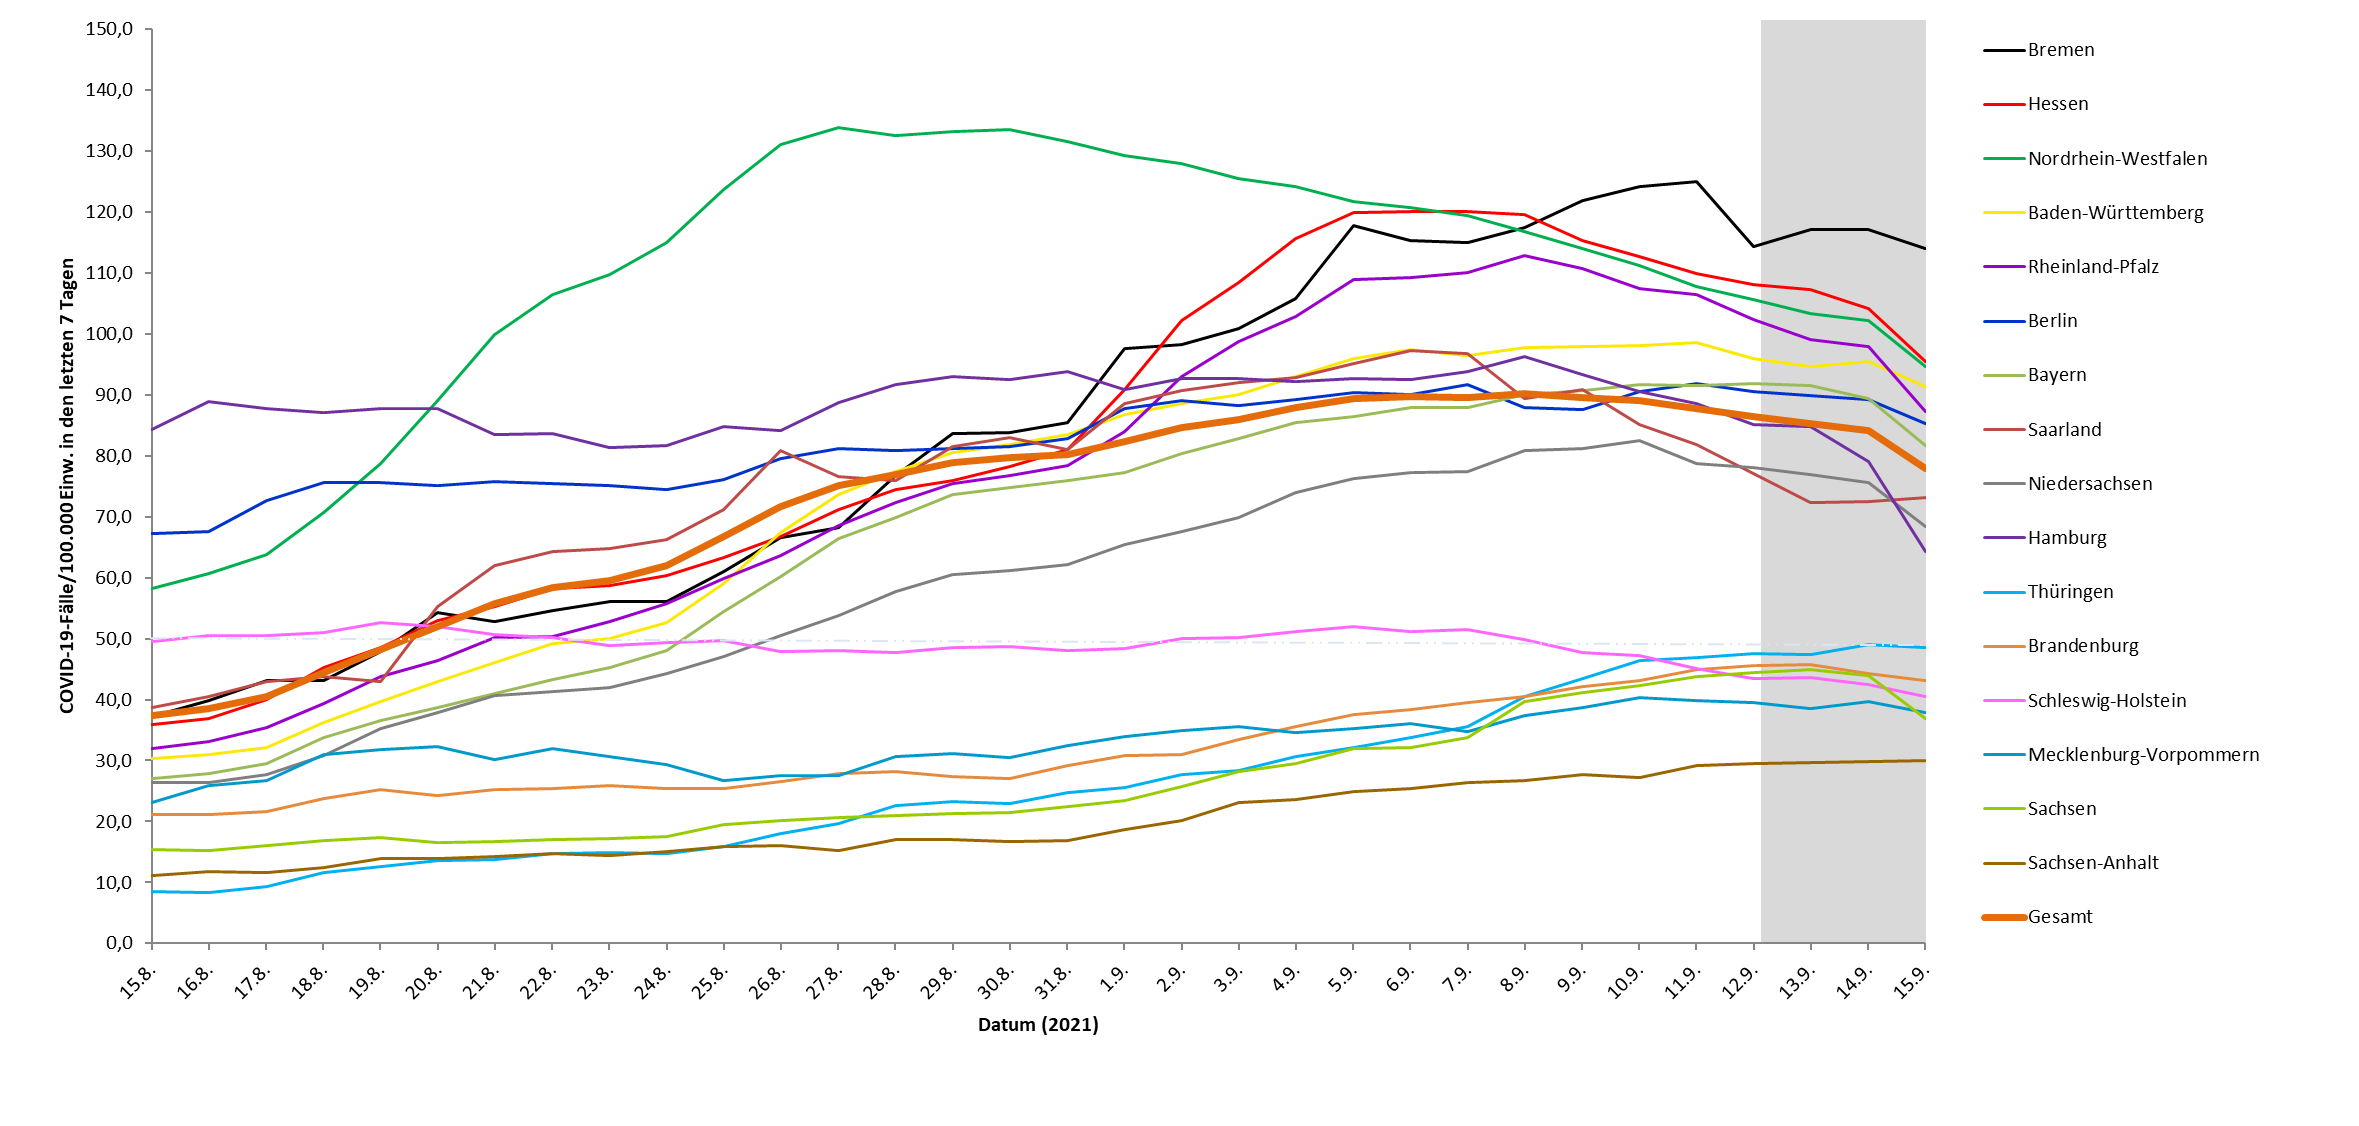 COVID-19-Fälle/100.000 Einw. in den letzten 7 Tagen
150,0
140,0
130,0
120,0
110,0
100,0
90,0
80,0
70,0
60,0
50,0
40,0
30,0
20,0
10,0
0,0
15.8.
16.8.
17.8.
18.8.
19.8.
20.8.
21.8.
22.8.
23.8.
24.8.
25.8.
26.8.
27.8.
28.8.
29.8.
30.8.
31.8.
1.9.
2.9.
3.9.
4.9.
5.9.
6.9.
7.9.
8.9.
9.9.
10.9.
11.9.
12.9.
13.9.
14.9.
15.9.
Datum (2021)
Bremen
Hessen
Nordrhein-Westfalen
Baden-Württemberg
Rheinland-Pfalz
Berlin
Bayern
Saarland
Niedersachsen
Hamburg
Thüringen
Brandenburg
Schleswig-Holstein
Mecklenburg-Vorpommern
Sachsen
Sachsen-Anhalt
Gesamt